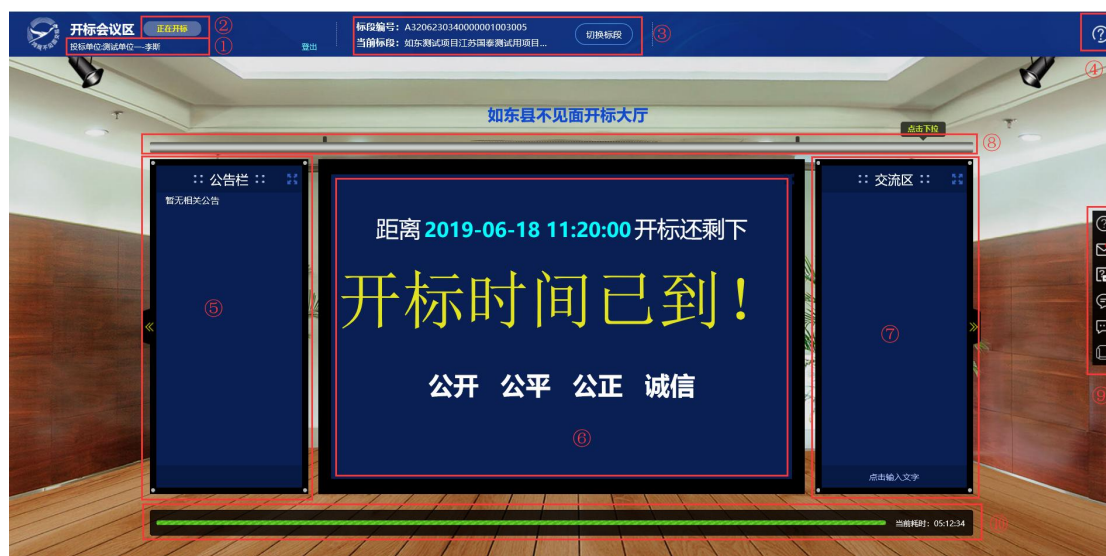 开标会议区 正在开标 ②
投标单位:测试单位----李斯 ① 登出
标段编号：A3206230340000001003005
当前标段：如东测试项目江苏国泰测试用项目...
切换标段 ③
④
如东县不见面开标大厅
点击下拉
⑧
:: 公告栏 ::
暂无相关公告
⑤
距离 2019-06-18 11:20:00 开标还剩下
开标时间已到！
公开 公平 公正 诚信
⑥
:: 交流区 ::
⑦
点击输入文字
⑨
当前耗时：05:12:34